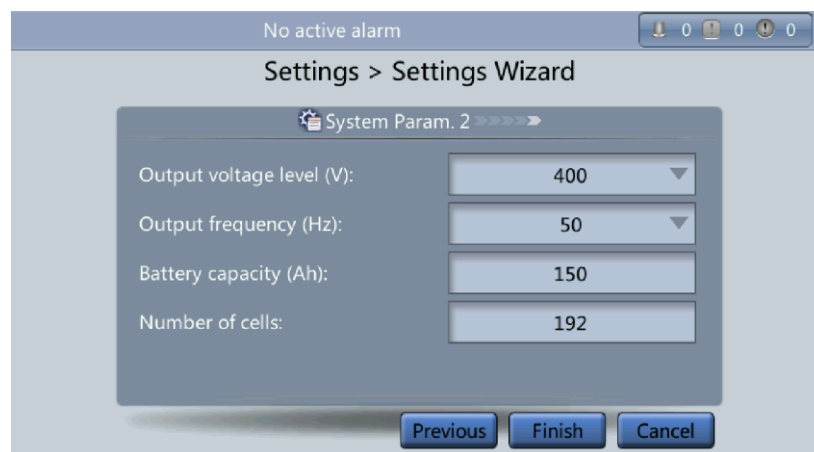 No active alarm 0 0 0
Settings > Settings Wizard
System Param. 2
Output voltage level (V): 400
Output frequency (Hz): 50
Battery capacity (Ah): 150
Number of cells: 192
Previous Finish Cancel